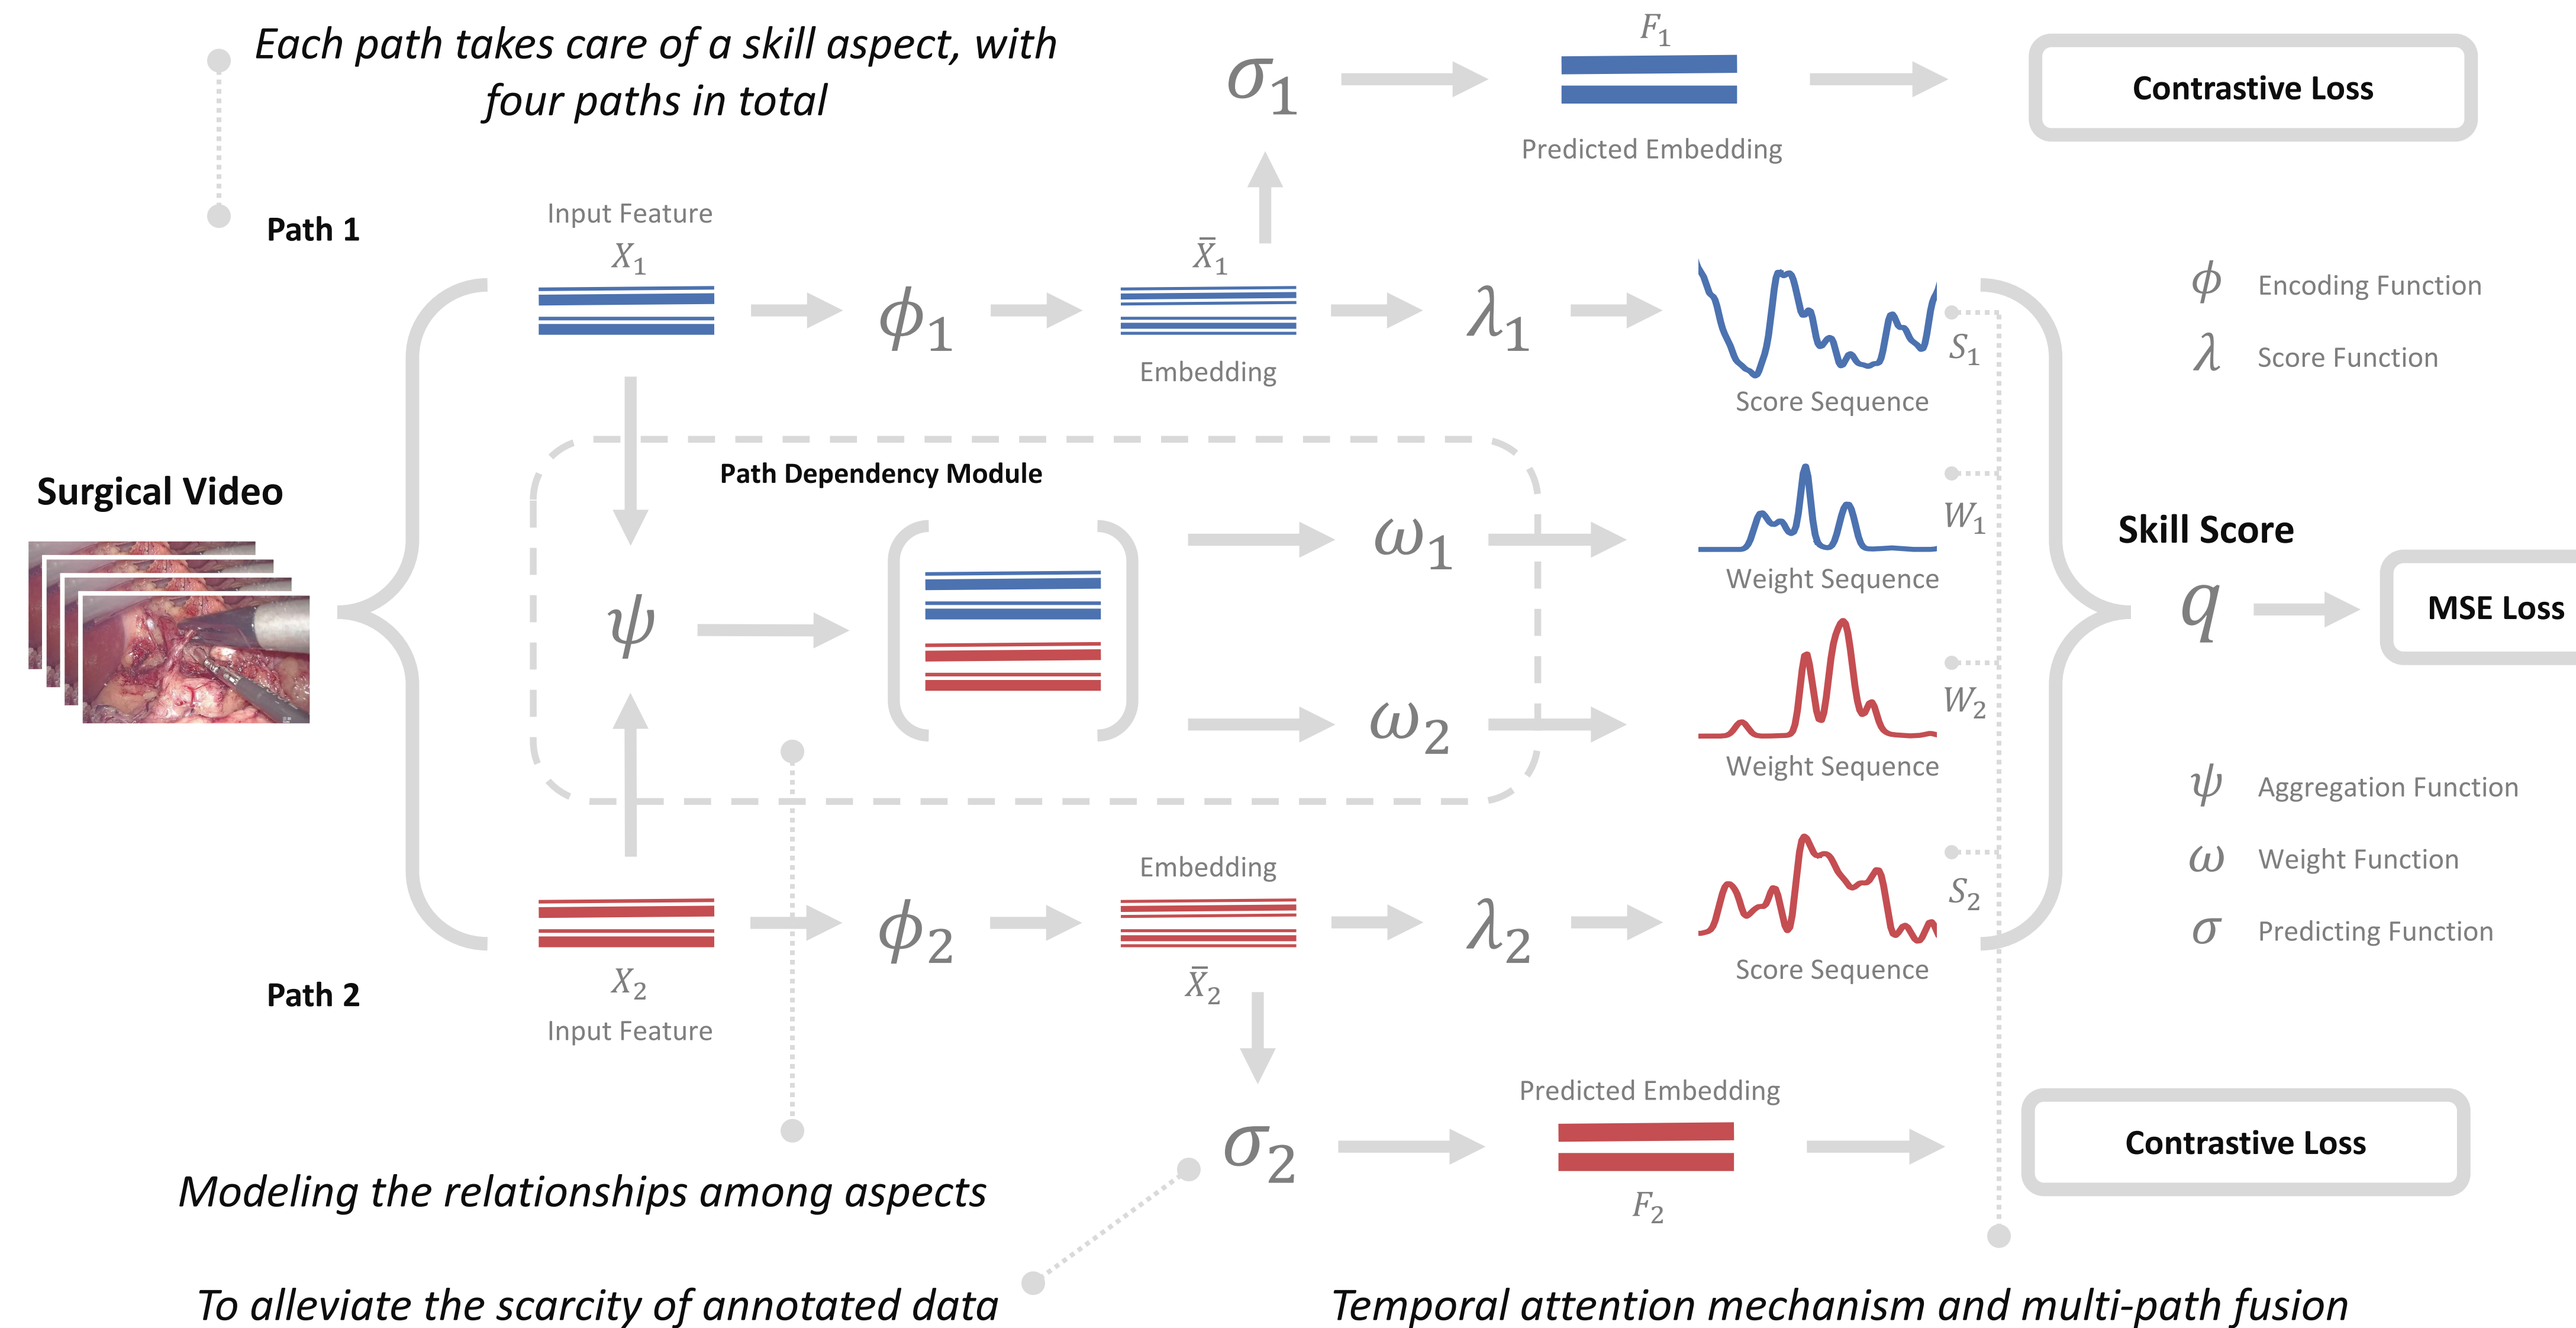 Each path takes care of a skill aspect, with
four paths in total
σ₁
F₁
Predicted Embedding
Contrastive Loss
Path 1
Input Feature
X₁
ϕ₁
X̄₁
Embedding
λ₁
Score Sequence
S₁
ϕ Encoding Function
λ Score Function
Surgical Video
Path Dependency Module
ψ
ω₁
Weight Sequence
W₁
ω₂
Weight Sequence
W₂
Skill Score
q
MSE Loss
ψ Aggregation Function
ω Weight Function
σ Predicting Function
Path 2
X₂
Input Feature
ϕ₂
Embedding
X̄₂
λ₂
Score Sequence
S₂
σ₂
Predicted Embedding
F₂
Contrastive Loss
Modeling the relationships among aspects
To alleviate the scarcity of annotated data
Temporal attention mechanism and multi-path fusion